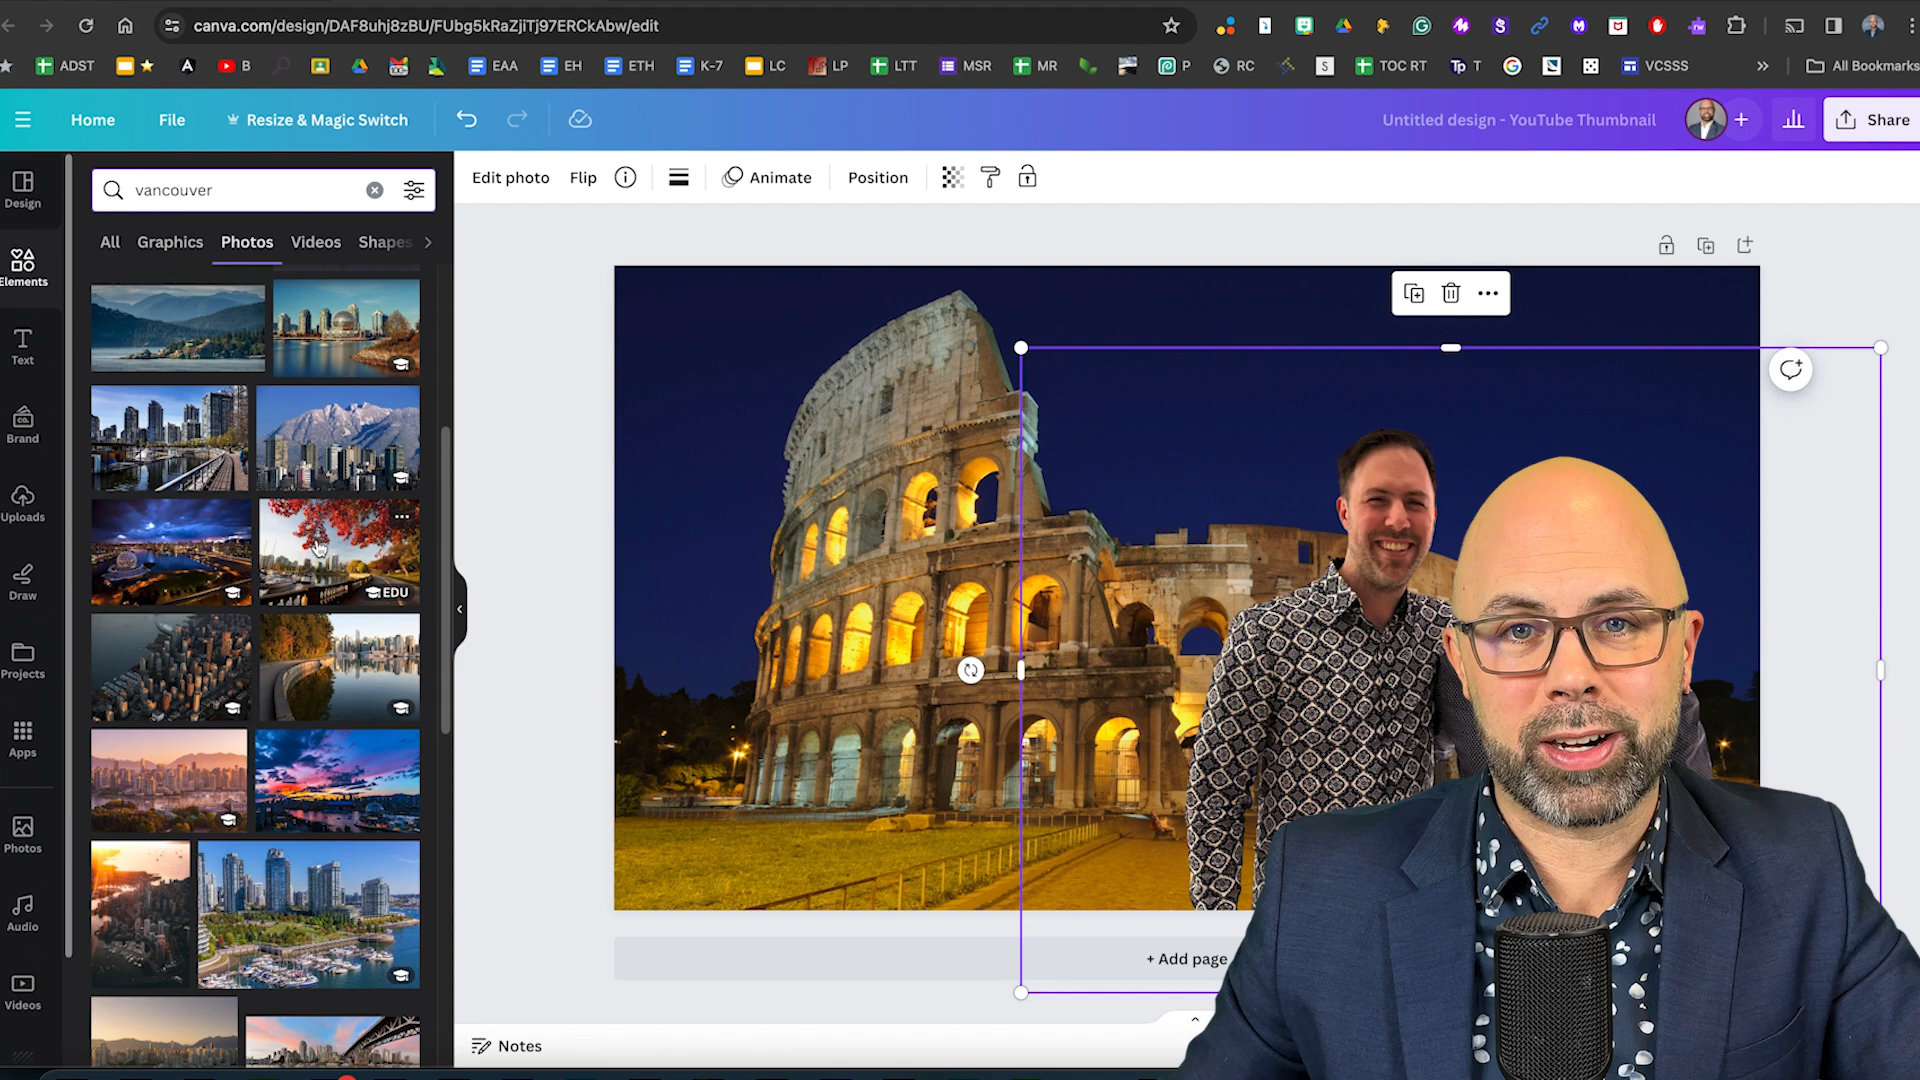 canva.com/design/DAF8uhj8zBU/FUbg5kRaZjiTj97ERCkAbw/edit
ADST
B
EAA
EH
ETH
K-7
LC
LP
LTT
MSR
MR
P
RC
S
TOC RT
Tp T
VCSSS
All Bookmarks
Home
File
Resize & Magic Switch
Untitled design - YouTube Thumbnail
Share
Design
Elements
Text
Brand
Uploads
Draw
Projects
Apps
Photos
Audio
Videos
vancouver
All
Graphics
Photos
Videos
Shapes
EDU
Edit photo
Flip
Animate
Position
+ Add page
Notes